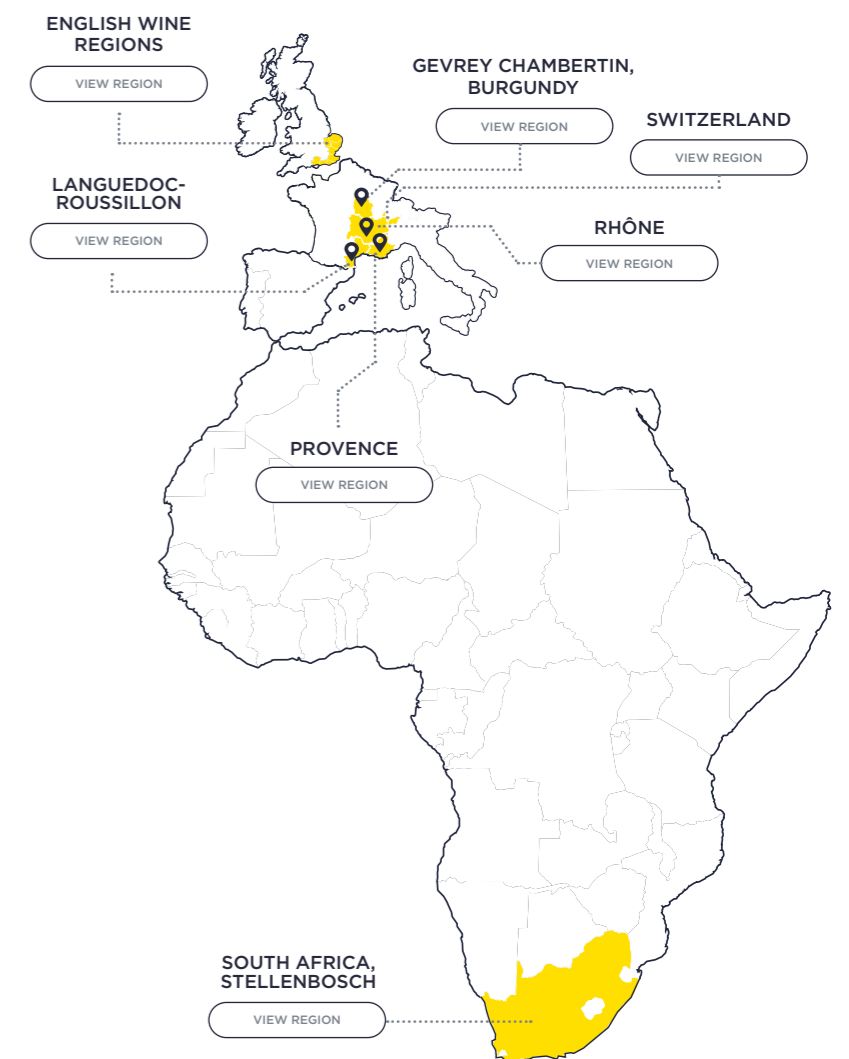 ENGLISH WINE
REGIONS
VIEW REGION
GEVREY CHAMBERTIN,
BURGUNDY
VIEW REGION
SWITZERLAND
VIEW REGION
LANGUEDOC-
ROUSSILLON
VIEW REGION
RHÔNE
VIEW REGION
PROVENCE
VIEW REGION
SOUTH AFRICA,
STELLENBOSCH
VIEW REGION